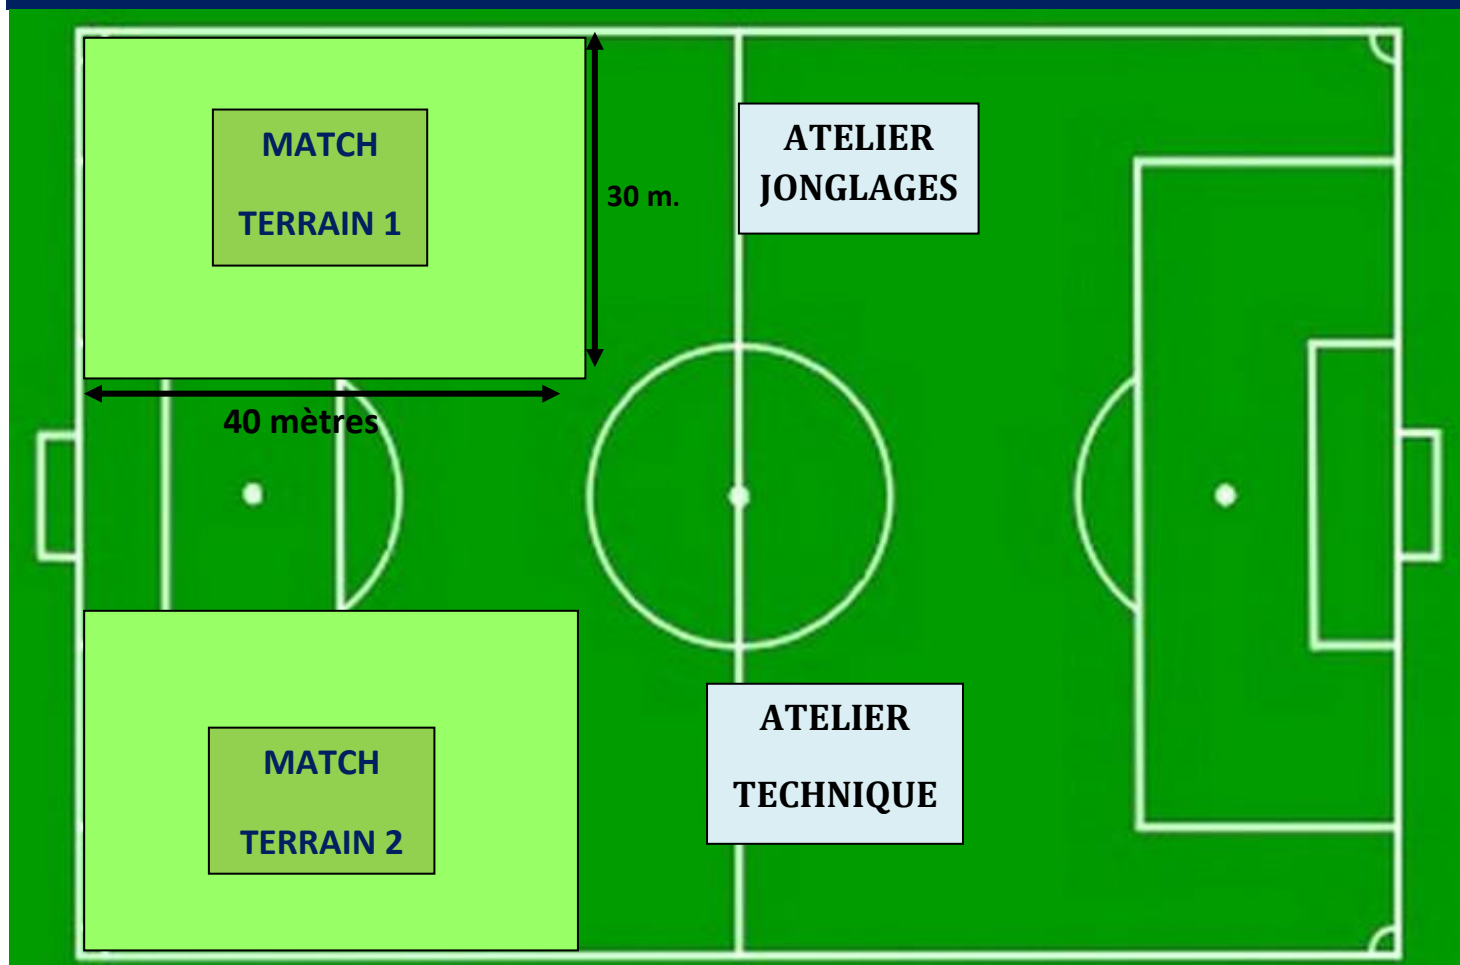 MATCH
TERRAIN 1
30 m.
ATELIER
JONGLAGES
40 mètres
MATCH
TERRAIN 2
ATELIER
TECHNIQUE